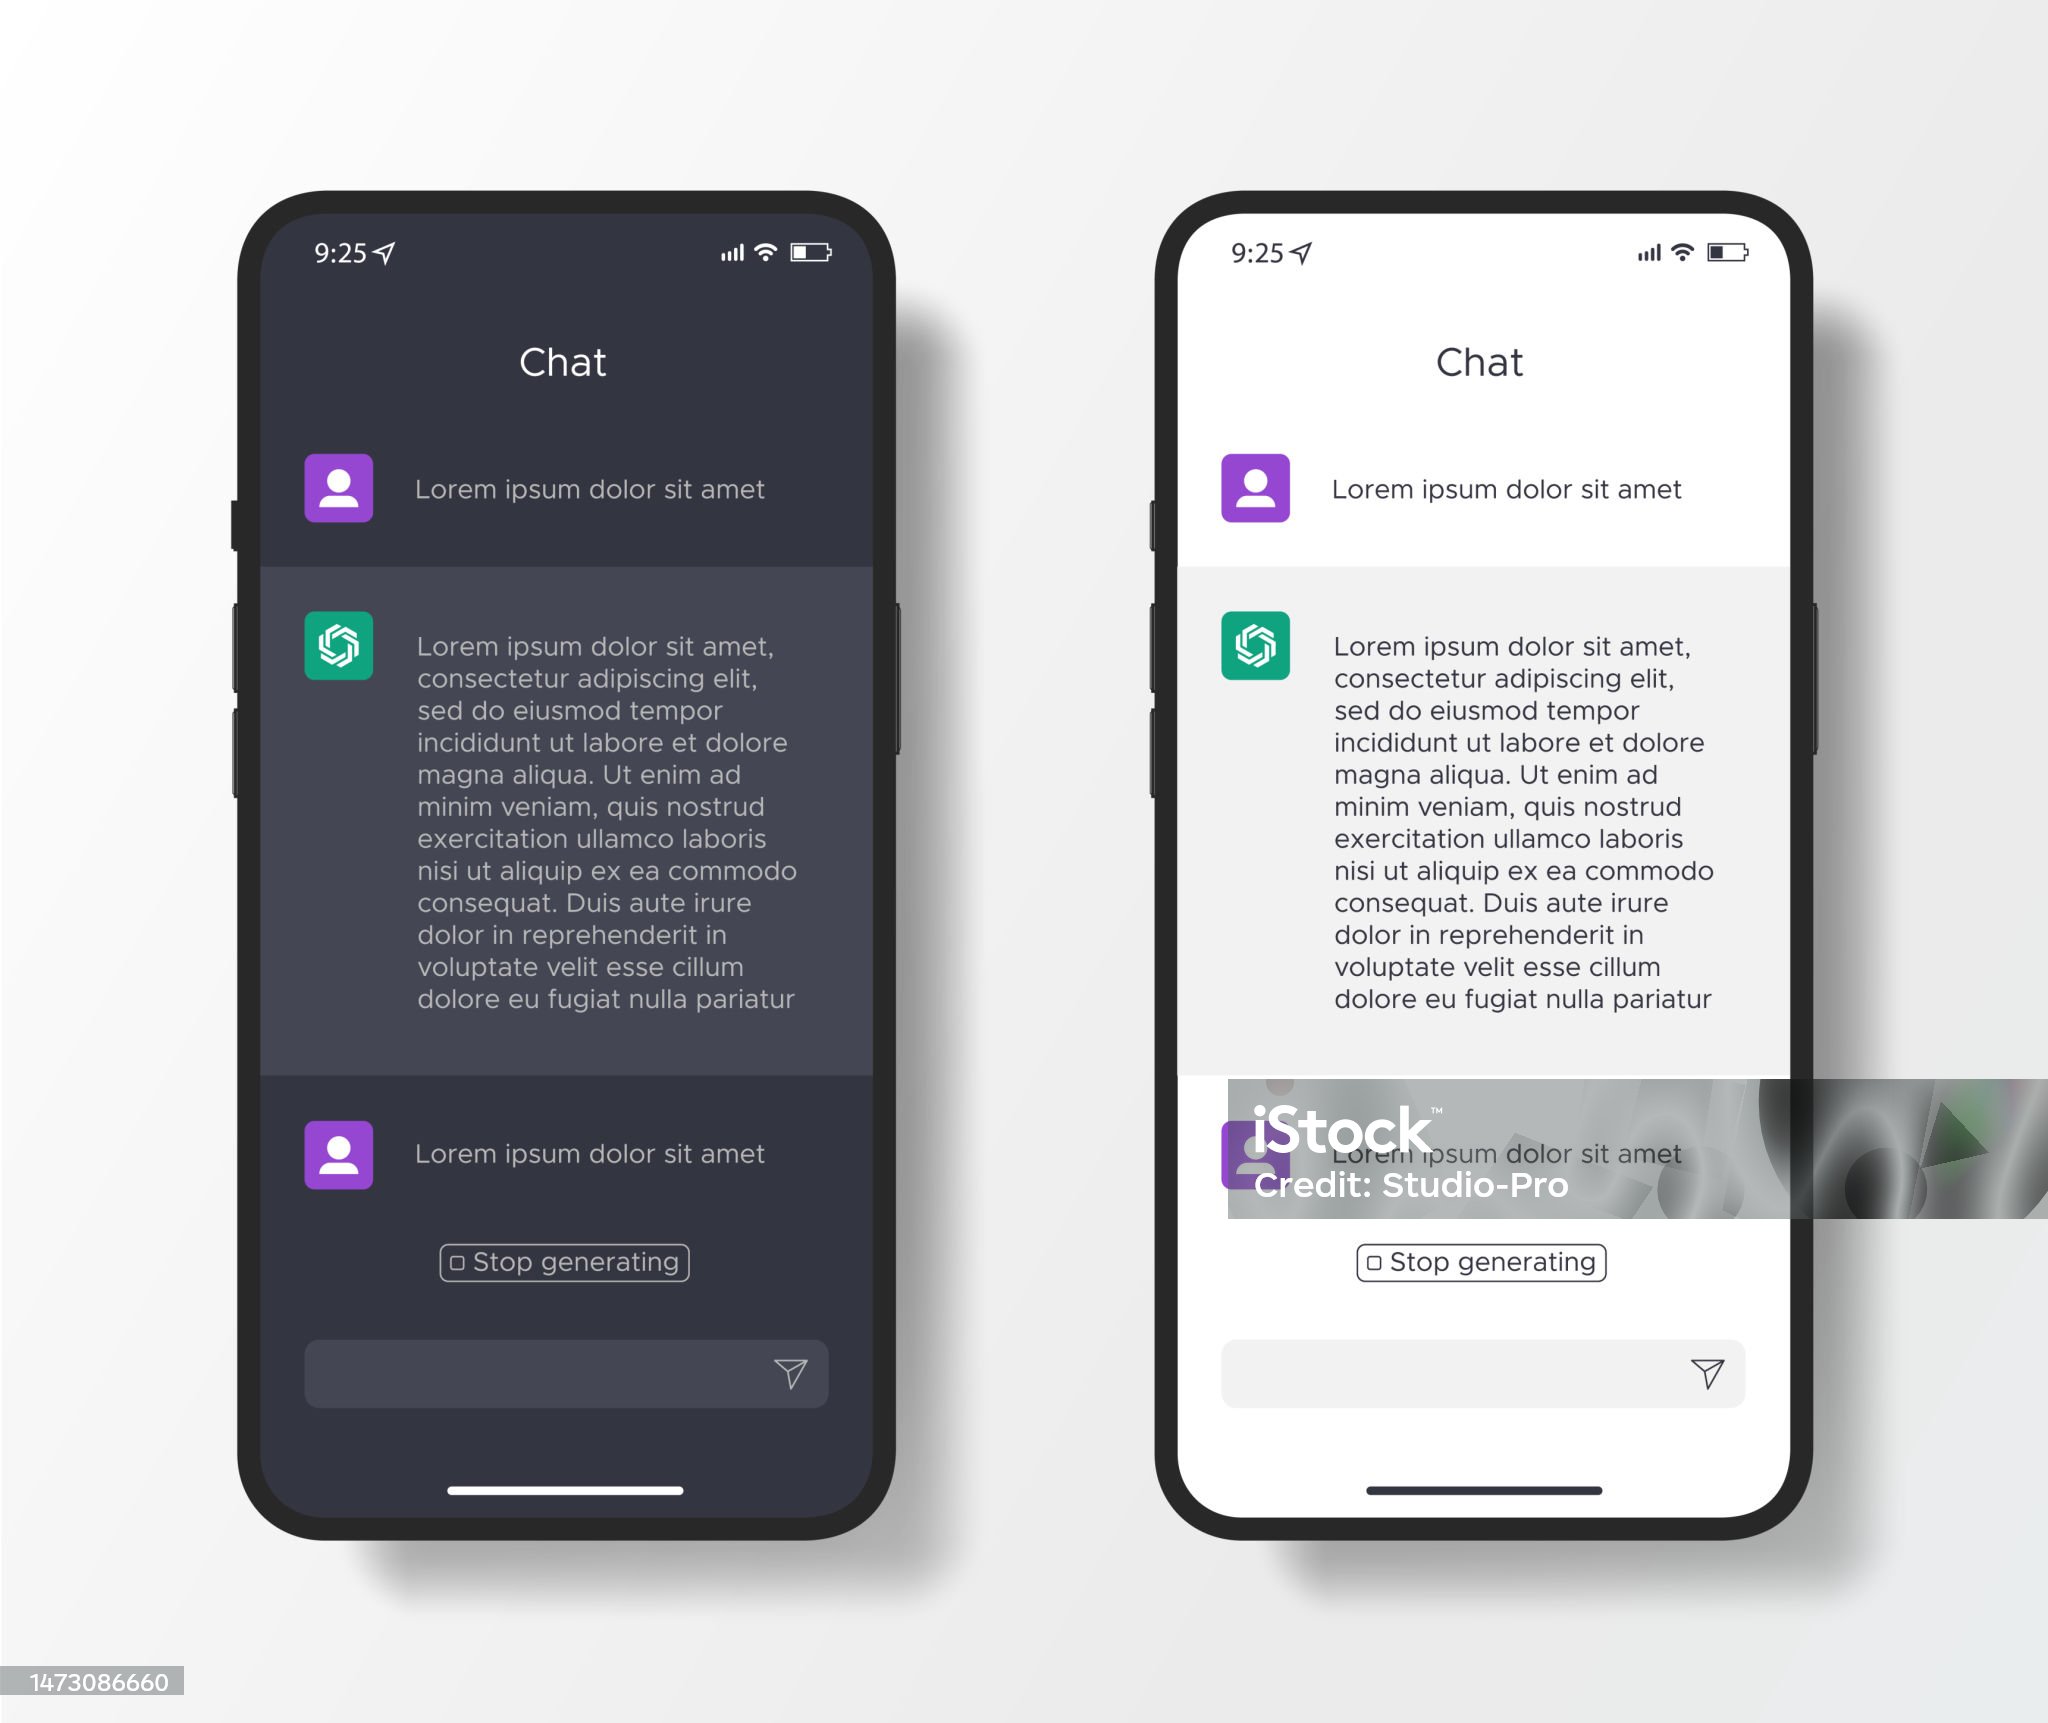 9:25
Chat
Lorem ipsum dolor sit amet
Lorem ipsum dolor sit amet,
consectetur adipiscing elit,
sed do eiusmod tempor
incididunt ut labore et dolore
magna aliqua. Ut enim ad
minim veniam, quis nostrud
exercitation ullamco laboris
nisi ut aliquip ex ea commodo
consequat. Duis aute irure
dolor in reprehenderit in
voluptate velit esse cillum
dolore eu fugiat nulla pariatur
Lorem ipsum dolor sit amet
Stop generating
9:25
Chat
Lorem ipsum dolor sit amet
Lorem ipsum dolor sit amet,
consectetur adipiscing elit,
sed do eiusmod tempor
incididunt ut labore et dolore
magna aliqua. Ut enim ad
minim veniam, quis nostrud
exercitation ullamco laboris
nisi ut aliquip ex ea commodo
consequat. Duis aute irure
dolor in reprehenderit in
voluptate velit esse cillum
dolore eu fugiat nulla pariatur
iStock™
Lorem ipsum dolor sit amet
Credit: Studio-Pro
Stop generating
1473086660